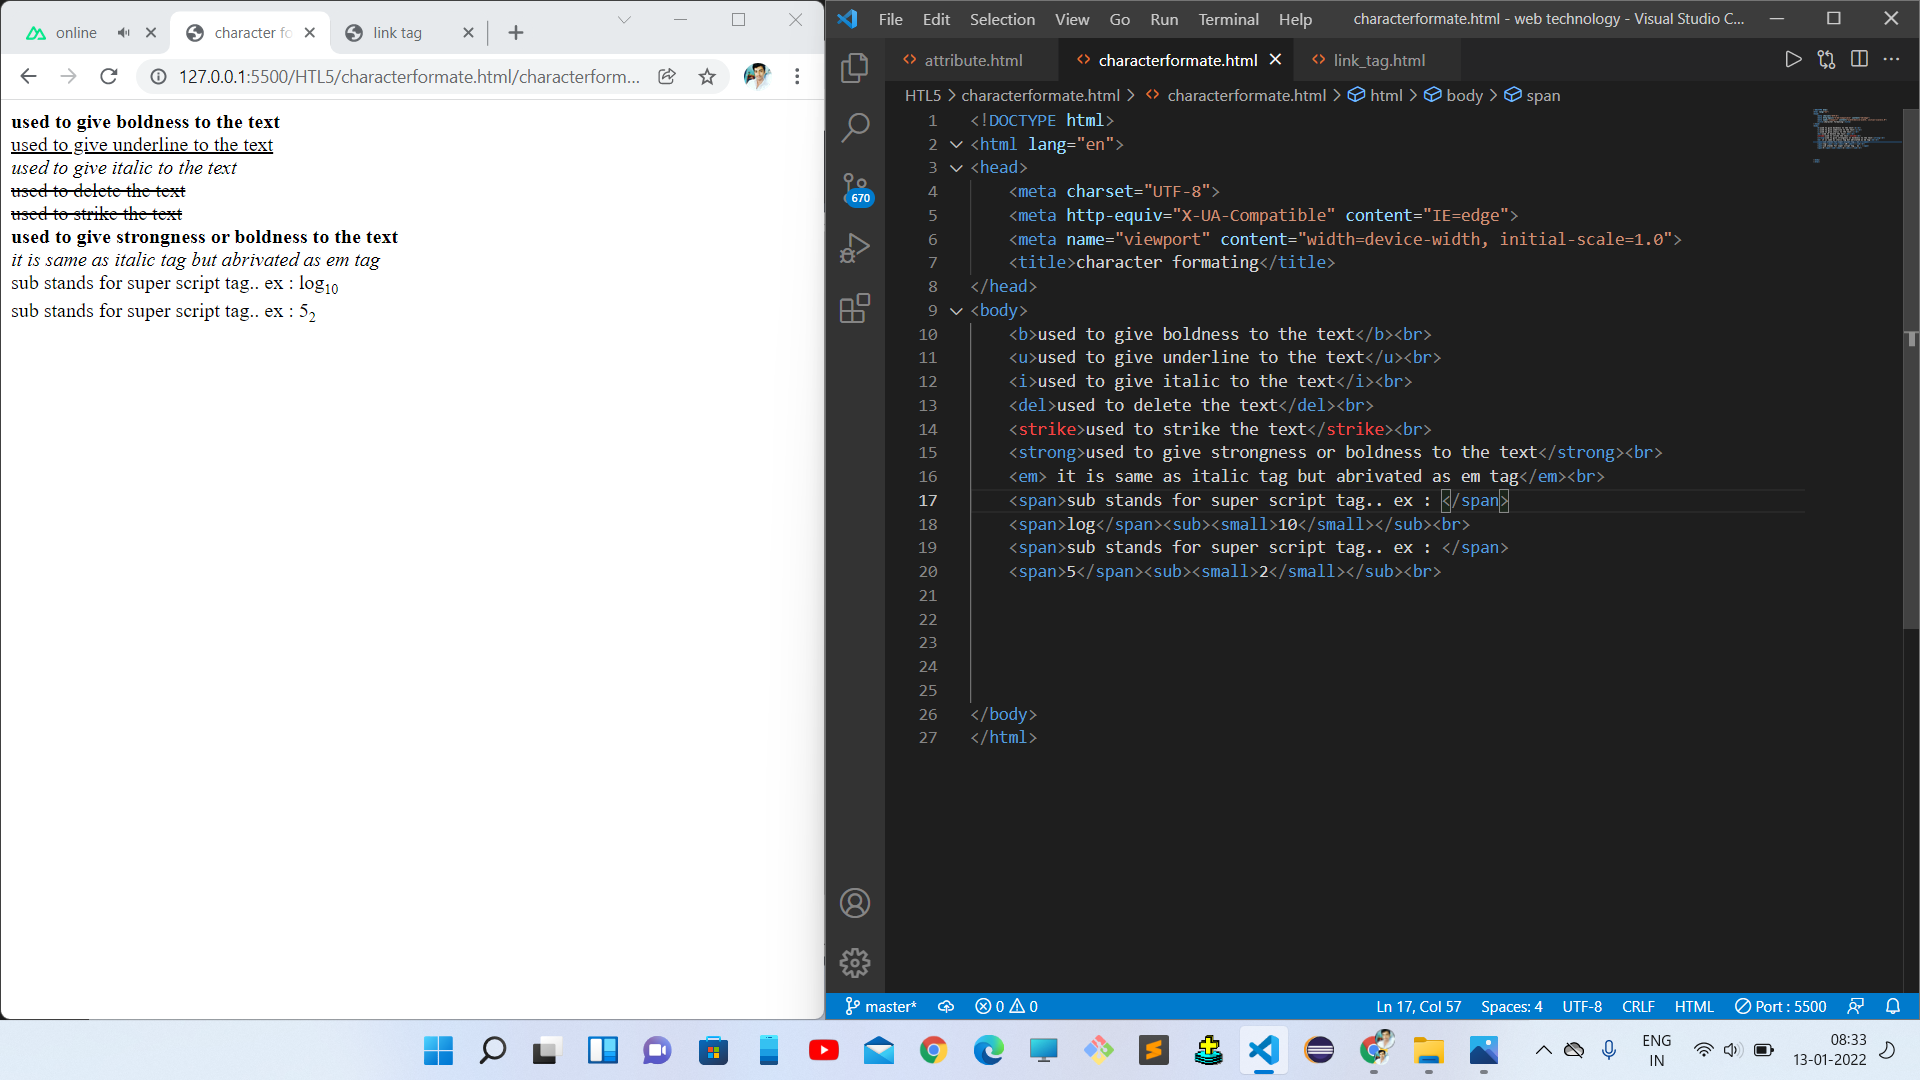 online
character fo
link tag
127.0.0.1:5500/HTL5/characterformate.html/characterform...
used to give boldness to the text
used to give underline to the text
used to give italic to the text
used to delete the text
used to strike the text
used to give strongness or boldness to the text
it is same as italic tag but abrivated as em tag
sub stands for super script tag.. ex : log10
sub stands for super script tag.. ex : 52
File Edit Selection View Go Run Terminal Help characterformate.html - web technology - Visual Studio C...
attribute.html characterformate.html link_tag.html
HTL5 > characterformate.html > characterformate.html > html > body > span
670
1 <!DOCTYPE html>
2 <html lang="en">
3 <head>
4 <meta charset="UTF-8">
5 <meta http-equiv="X-UA-Compatible" content="IE=edge">
6 <meta name="viewport" content="width=device-width, initial-scale=1.0">
7 <title>character formating</title>
8 </head>
9 <body>
10 <b>used to give boldness to the text</b><br>
11 <u>used to give underline to the text</u><br>
12 <i>used to give italic to the text</i><br>
13 <del>used to delete the text</del><br>
14 <strike>used to strike the text</strike><br>
15 <strong>used to give strongness or boldness to the text</strong><br>
16 <em> it is same as italic tag but abrivated as em tag</em><br>
17 <span>sub stands for super script tag.. ex : </span>
18 <span>log</span><sub><small>10</small></sub><br>
19 <span>sub stands for super script tag.. ex : </span>
20 <span>5</span><sub><small>2</small></sub><br>
21
22
23
24
25
26 </body>
27 </html>
master* 0 0 Ln 17, Col 57 Spaces: 4 UTF-8 CRLF HTML Port : 5500
ENG
IN
08:33
13-01-2022